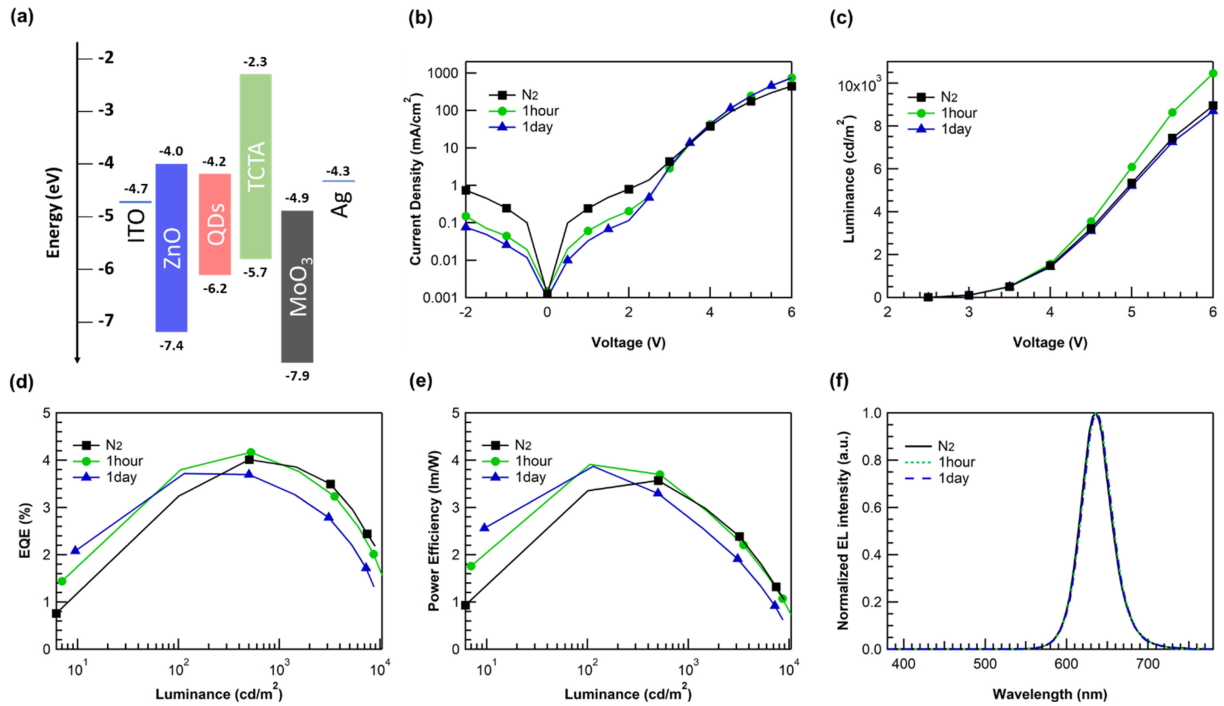 (a)
Energy (eV)
-2
-3
-4
-5
-6
-7
-4.7
ITO
-4.0
ZnO
-7.4
-4.2
QDs
-6.2
-2.3
TCTA
-5.7
-4.9
MoO3
-7.9
-4.3
Ag
(b)
Current Density (mA/cm2)
1000
100
10
1
0.1
0.01
0.001
N2
1hour
1day
-2
0
2
4
6
Voltage (V)
(c)
Luminance (cd/m2)
10x103
8
6
4
2
0
N2
1hour
1day
2
3
4
5
6
Voltage (V)
(d)
EQE (%)
5
4
3
2
1
0
N2
1hour
1day
101
102
103
104
Luminance (cd/m2)
(e)
Power Efficiency (lm/W)
5
4
3
2
1
0
N2
1hour
1day
101
102
103
104
Luminance (cd/m2)
(f)
Normalized EL intensity (a.u.)
1.0
0.8
0.6
0.4
0.2
0.0
N2
1hour
1day
400
500
600
700
Wavelength (nm)